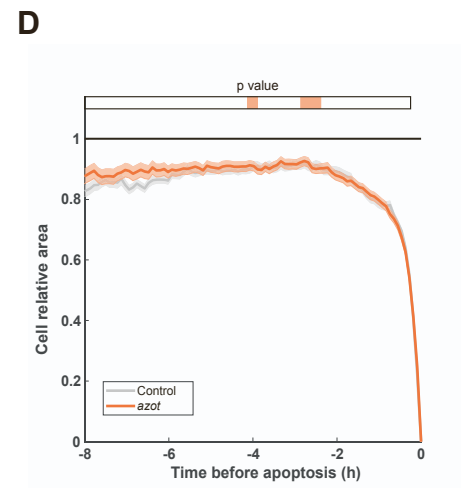 D
p value
1
0.8
0.6
0.4
0.2
0
Cell relative area
Control
azot
-8 -6 -4 -2 0
Time before apoptosis (h)